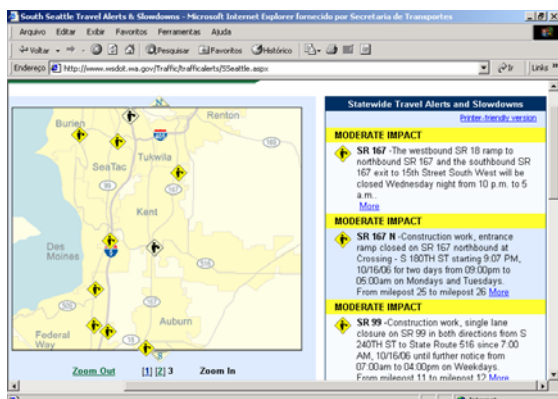 South Seattle Travel Alerts & Slowdowns - Microsoft Internet Explorer fornecido por Secretaria de Transportes
Arquivo Editar Exibir Favoritos Ferramentas Ajuda
Voltar Pesquisar Favoritos Histórico
Endereço http://www.wsdot.wa.gov/Traffic/trafficalerts/SSeattle.aspx Ir Links »
N
Burien
Renton
SeaTac
Tukwila
Kent
Des
Moines
Federal
Way
Auburn
169
99
167
516
509
5
18
S
Zoom Out [1] [2] 3 Zoom In
Statewide Travel Alerts and Slowdowns
Printer-friendly version
MODERATE IMPACT
SR 167 -The westbound SR 18 ramp to
northbound SR 167 and the southbound SR
167 exit to 15th Street South West will be
closed Wednesday night from 10 p.m. to 5
a.m..
More
MODERATE IMPACT
SR 167 N -Construction work, entrance
ramp closed on SR 167 northbound at
Crossing - S 180TH ST starting 9:07 PM,
10/16/06 for two days from 09:00pm to
05:00am on Mondays and Tuesdays.
From milepost 25 to milepost 26 More
MODERATE IMPACT
SR 99 -Construction work, single lane
closure on SR 99 in both directions from S
240TH ST to State Route 516 since 7:00
AM, 10/16/06 until further notice from
07:00am to 04:00pm on Weekdays.
From milepost 11 to milepost 12 More